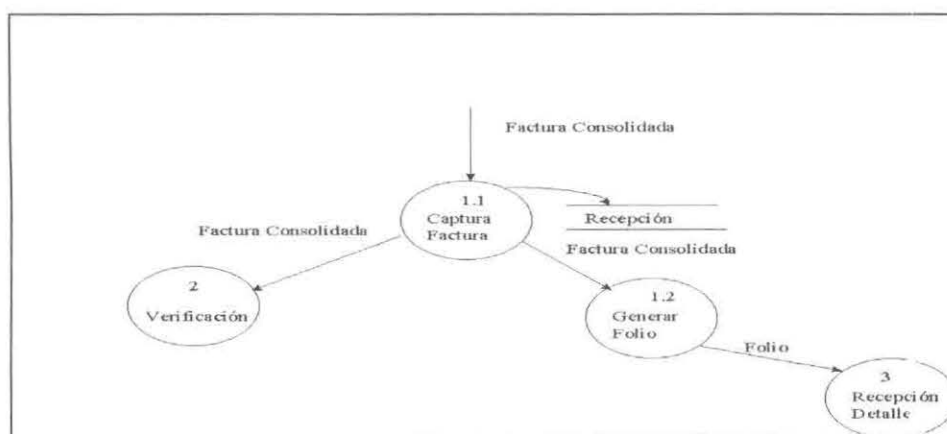 Factura Consolidada
1.1
Captura
Factura
Recepción
Factura Consolidada
Factura Consolidada
2
Verificación
1.2
Generar
Folio
Folio
3
Recepción
Detalle